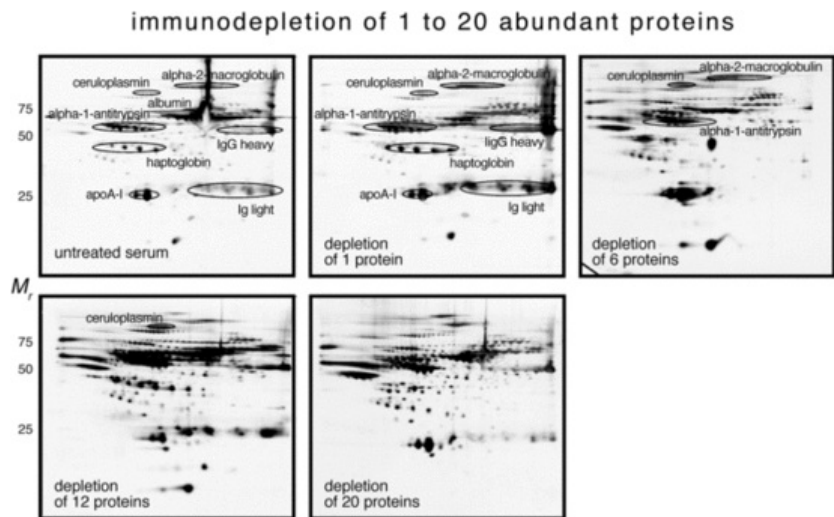 immunodepletion of 1 to 20 abundant proteins
alpha-2-macroglobulin
ceruloplasmin
albumin
alpha-1-antitrypsin
IgG heavy
haptoglobin
apoA-I
Ig light
untreated serum
75
50
25
alpha-2-macroglobulin
ceruloplasmin
alpha-1-antitrypsin
IigG heavy
haptoglobin
apoA-I
Ig light
depletion
of 1 protein
alpha-2-macroglobulin
ceruloplasmin
alpha-1-antitrypsin
depletion
of 6 proteins
Mr
ceruloplasmin
75
50
25
depletion
of 12 proteins
depletion
of 20 proteins